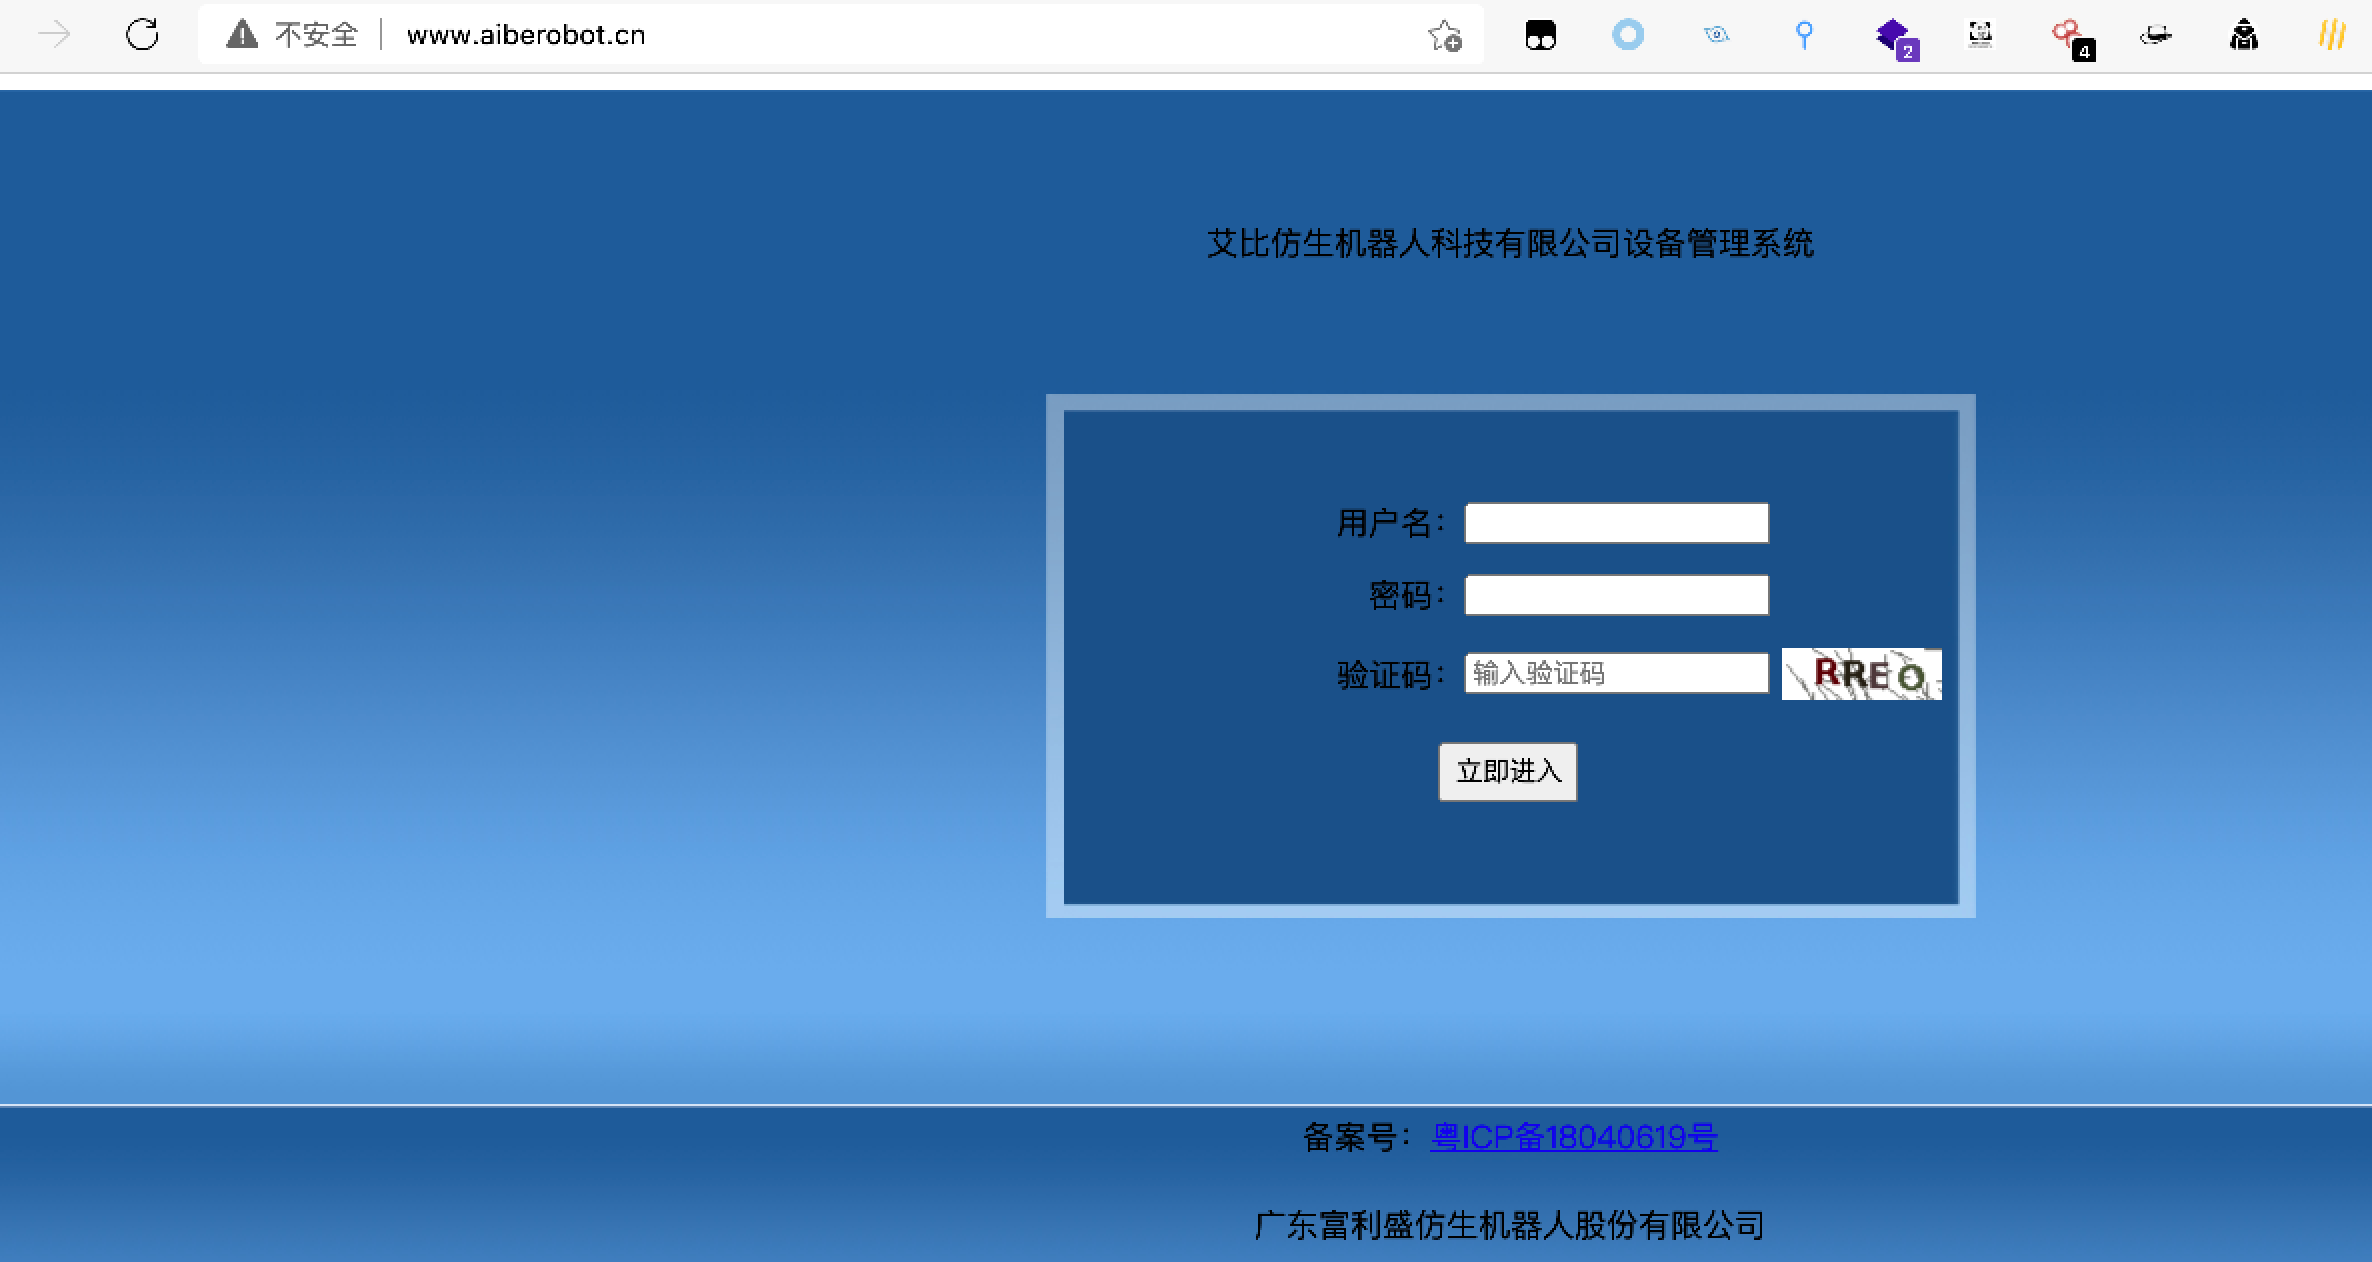 不安全 www.aiberobot.cn
2
4
艾比仿生机器人科技有限公司设备管理系统
用户名：
密码：
验证码： 输入验证码 RREO
立即进入
备案号：粤ICP备18040619号
广东富利盛仿生机器人股份有限公司